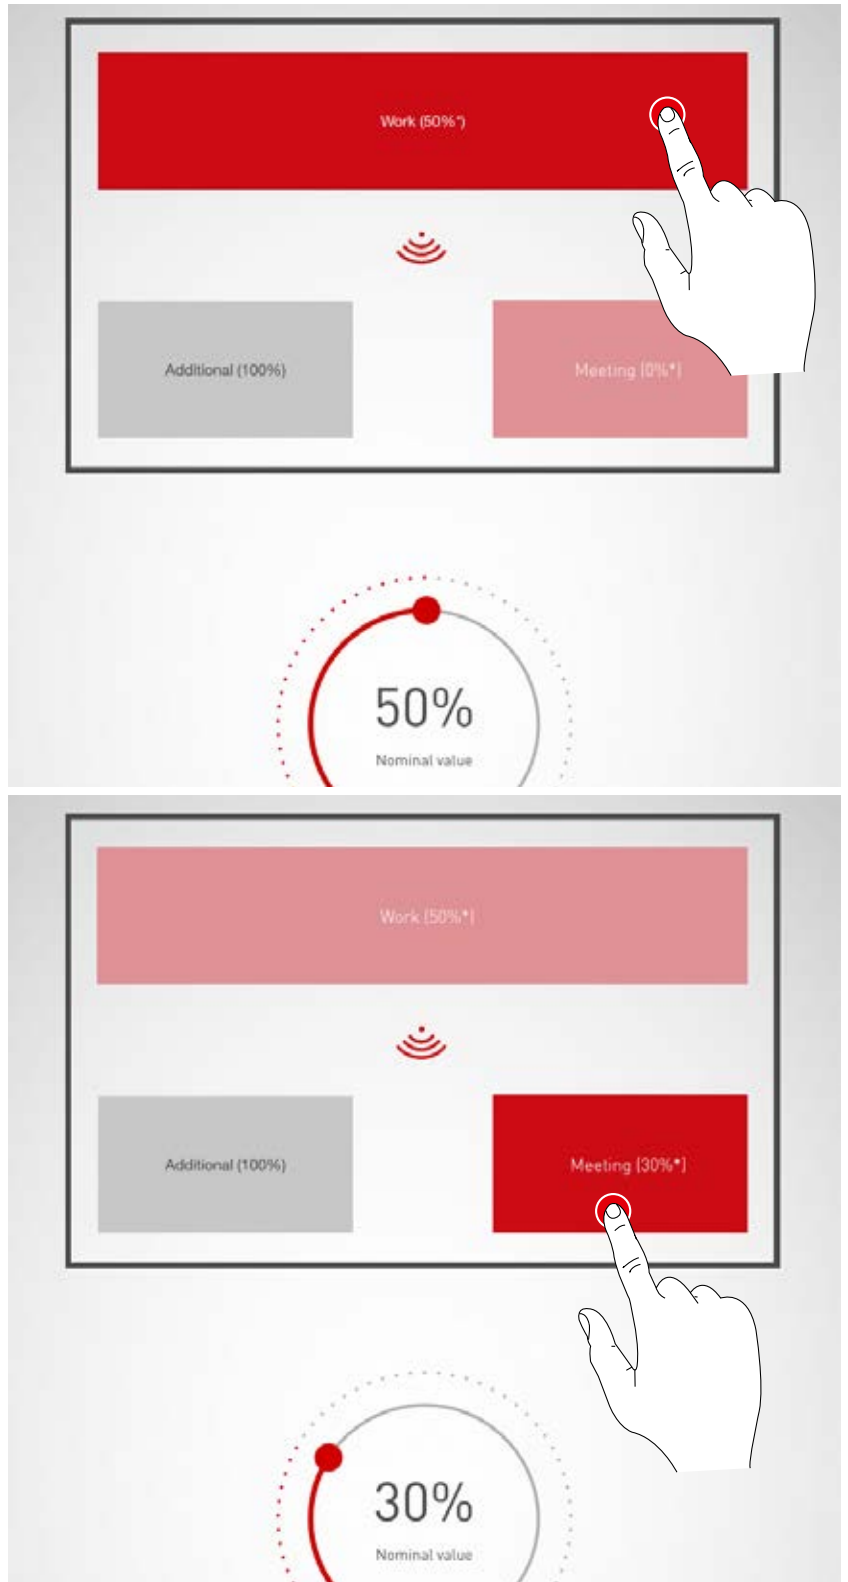 Work (50%*)
Additional (100%)
Meeting (0%*)
50%
Nominal value
Work (50%*)
Additional (100%)
Meeting (30%*)
30%
Nominal value